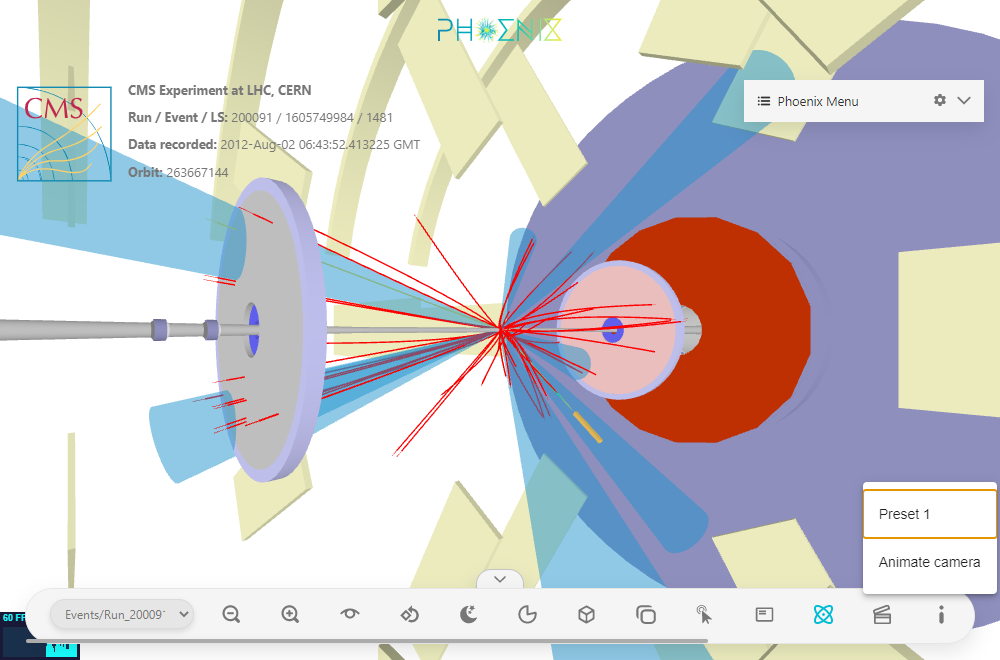 PHOENIX
CMS
CMS Experiment at LHC, CERN
Run / Event / LS: 200091 / 1605749984 / 1481
Data recorded: 2012-Aug-02 06:43:52.413225 GMT
Orbit: 263667144
Phoenix Menu
Preset 1
Animate camera
Events/Run_20009
60 FP